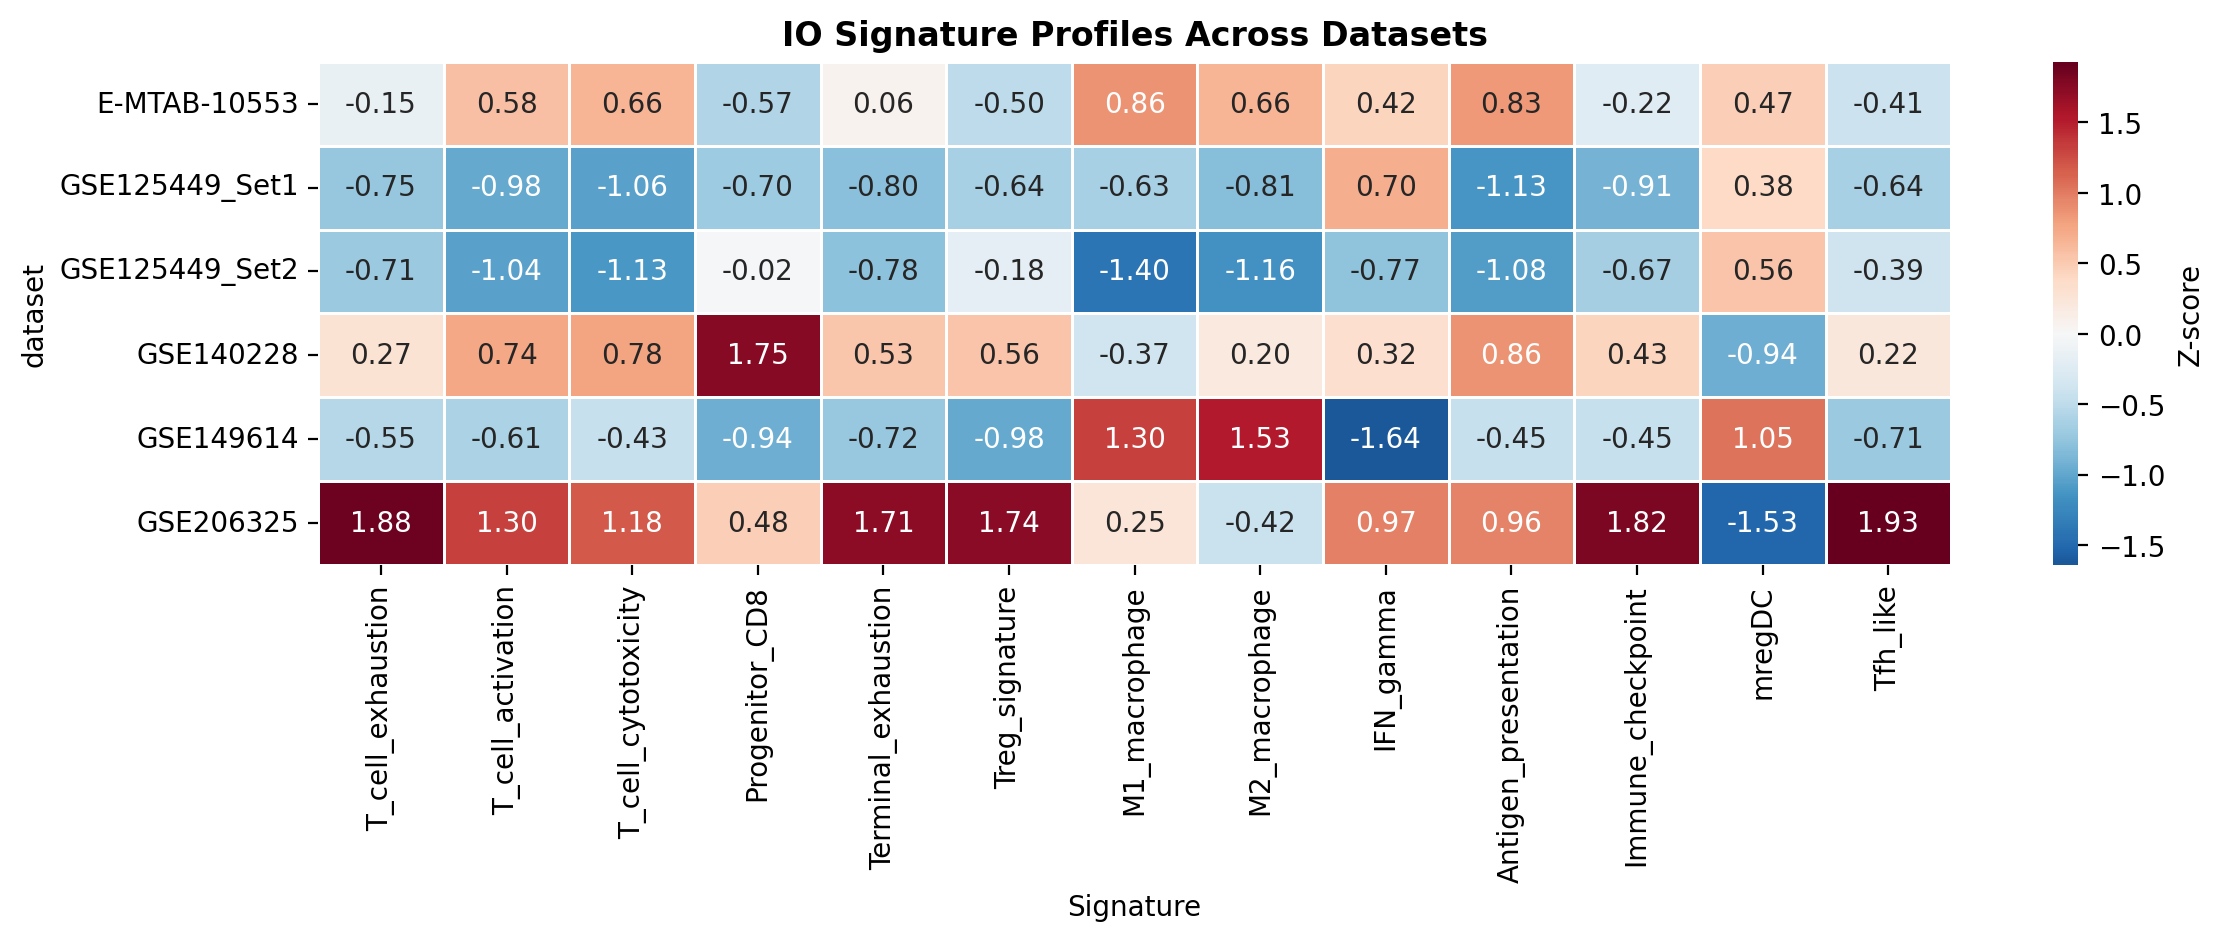 IO Signature Profiles Across Datasets
E-MTAB-10553 -0.15 0.58 0.66 -0.57 0.06 -0.50 0.86 0.66 0.42 0.83 -0.22 0.47 -0.41
GSE125449_Set1 -0.75 -0.98 -1.06 -0.70 -0.80 -0.64 -0.63 -0.81 0.70 -1.13 -0.91 0.38 -0.64
GSE125449_Set2 -0.71 -1.04 -1.13 -0.02 -0.78 -0.18 -1.40 -1.16 -0.77 -1.08 -0.67 0.56 -0.39
GSE140228 0.27 0.74 0.78 1.75 0.53 0.56 -0.37 0.20 0.32 0.86 0.43 -0.94 0.22
GSE149614 -0.55 -0.61 -0.43 -0.94 -0.72 -0.98 1.30 1.53 -1.64 -0.45 -0.45 1.05 -0.71
GSE206325 1.88 1.30 1.18 0.48 1.71 1.74 0.25 -0.42 0.97 0.96 1.82 -1.53 1.93
dataset
T_cell_exhaustion
T_cell_activation
T_cell_cytotoxicity
Progenitor_CD8
Terminal_exhaustion
Treg_signature
M1_macrophage
M2_macrophage
IFN_gamma
Antigen_presentation
Immune_checkpoint
mregDC
Tfh_like
Signature
1.5
1.0
0.5
0.0
−0.5
−1.0
−1.5
Z-score